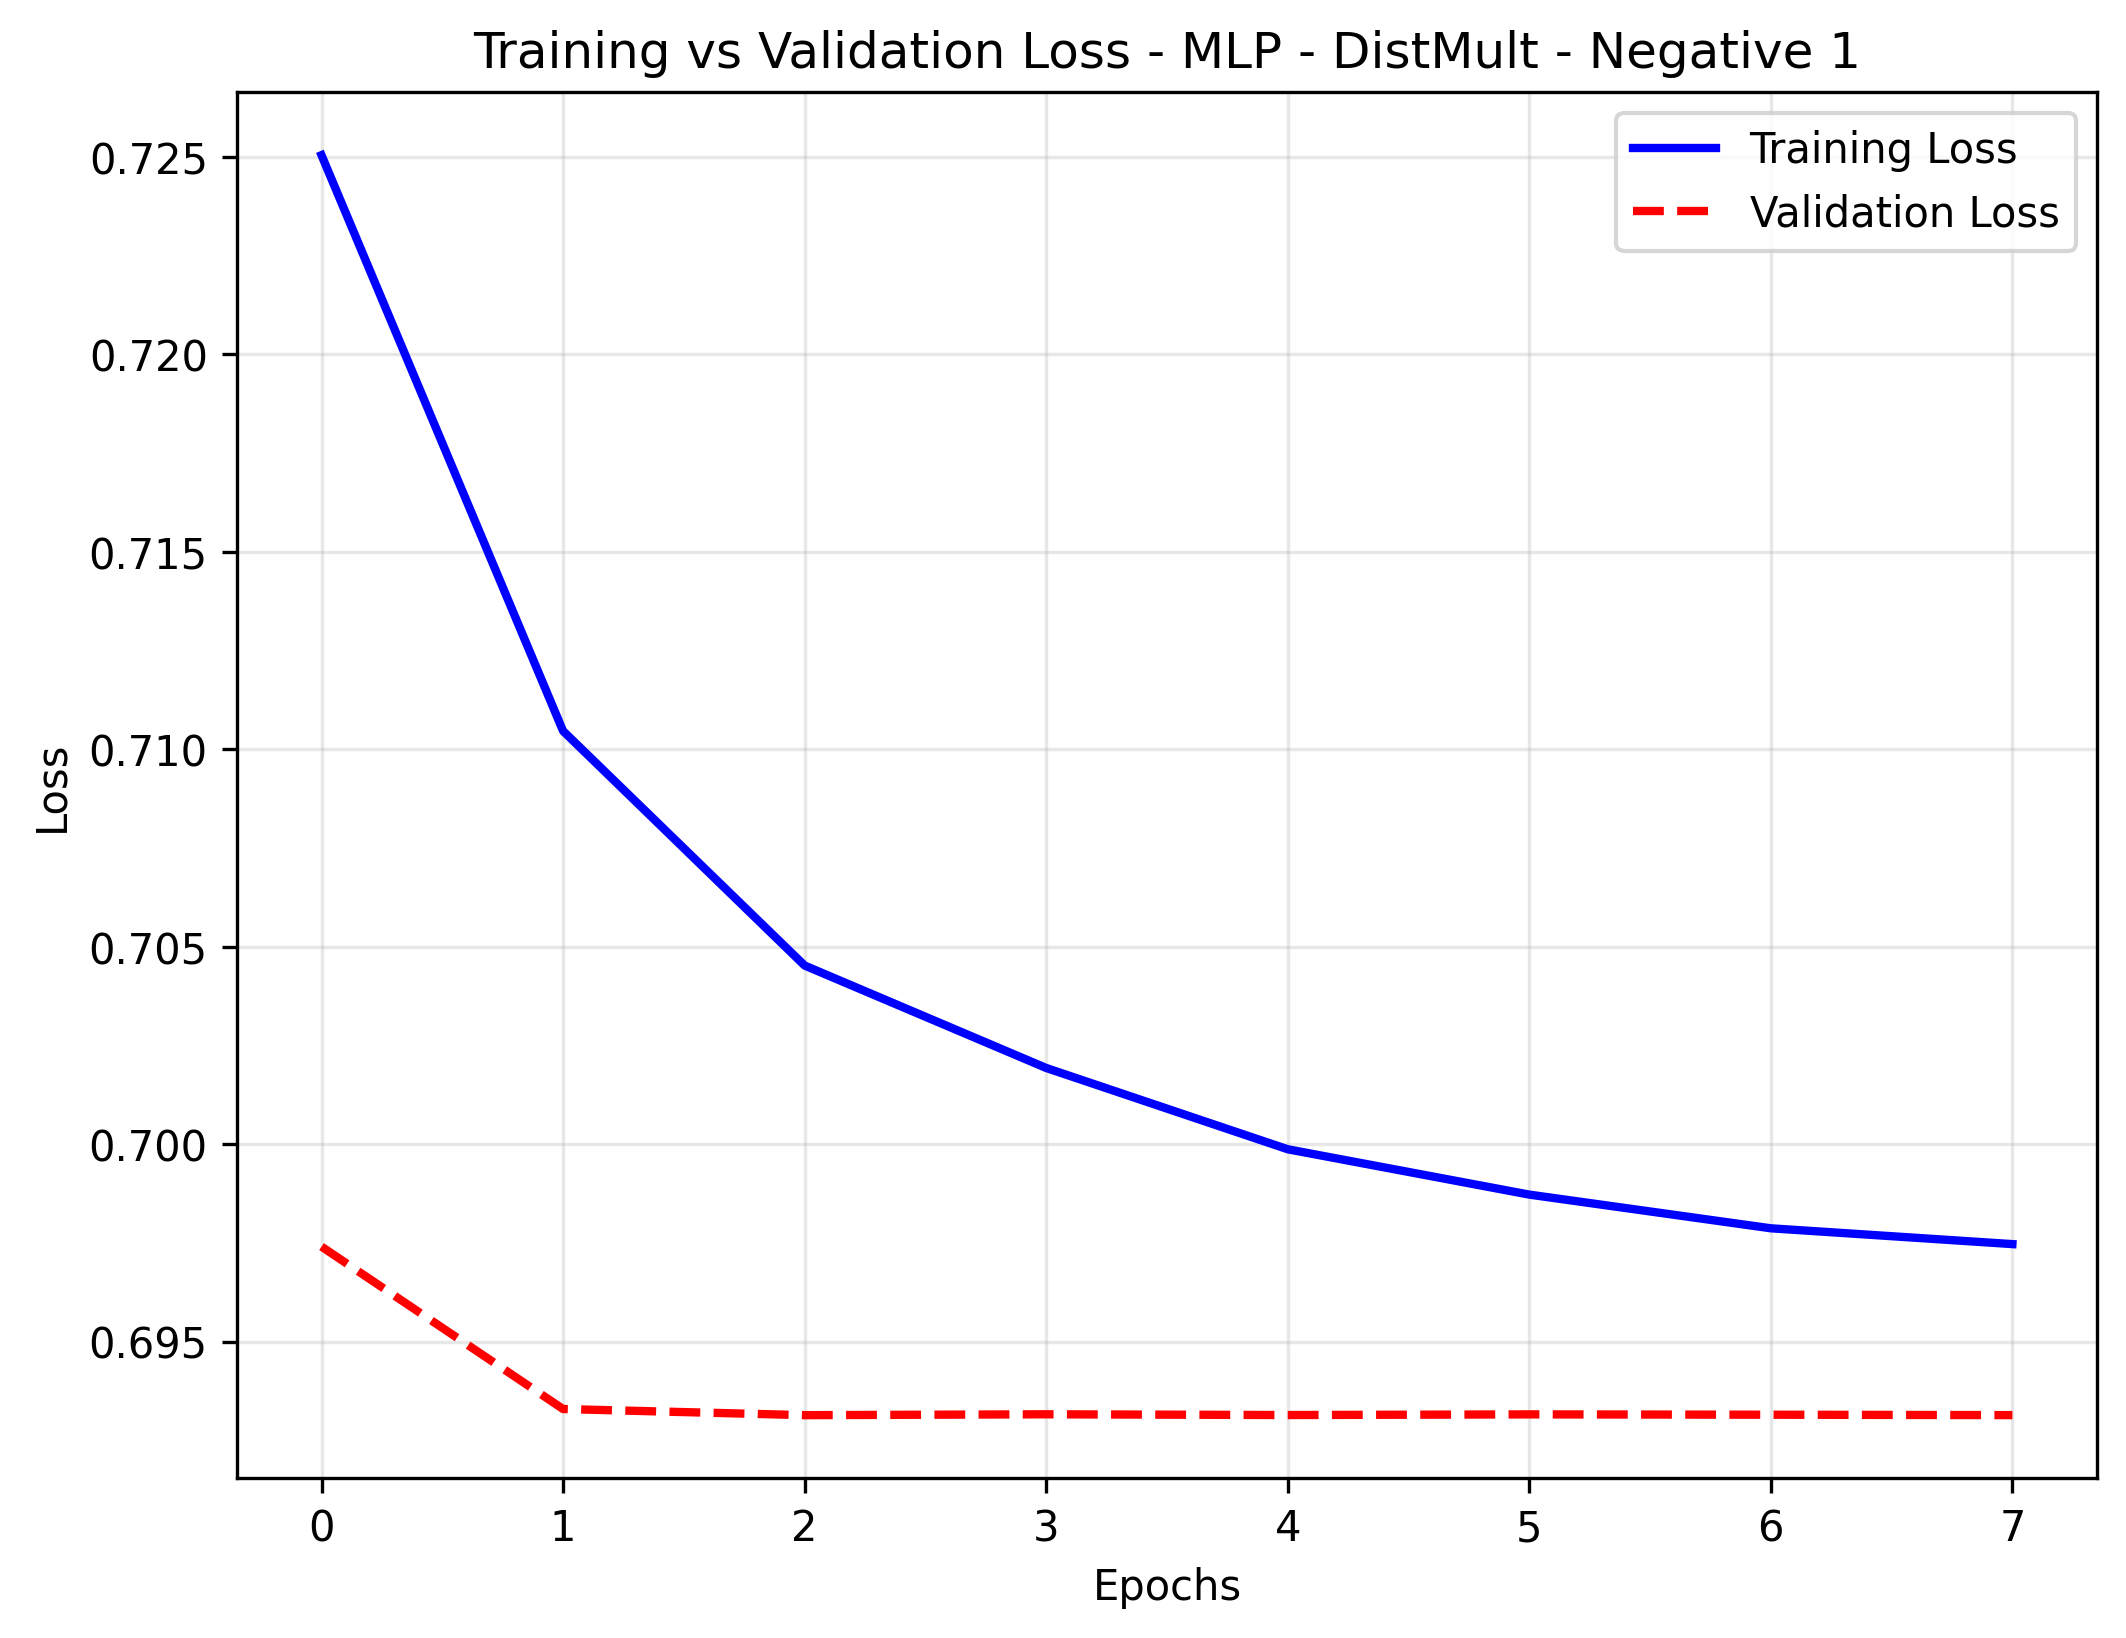 Training vs Validation Loss - MLP - DistMult - Negative 1
Training Loss
Validation Loss
0.725
0.720
0.715
0.710
0.705
0.700
0.695
Loss
0 1 2 3 4 5 6 7
Epochs